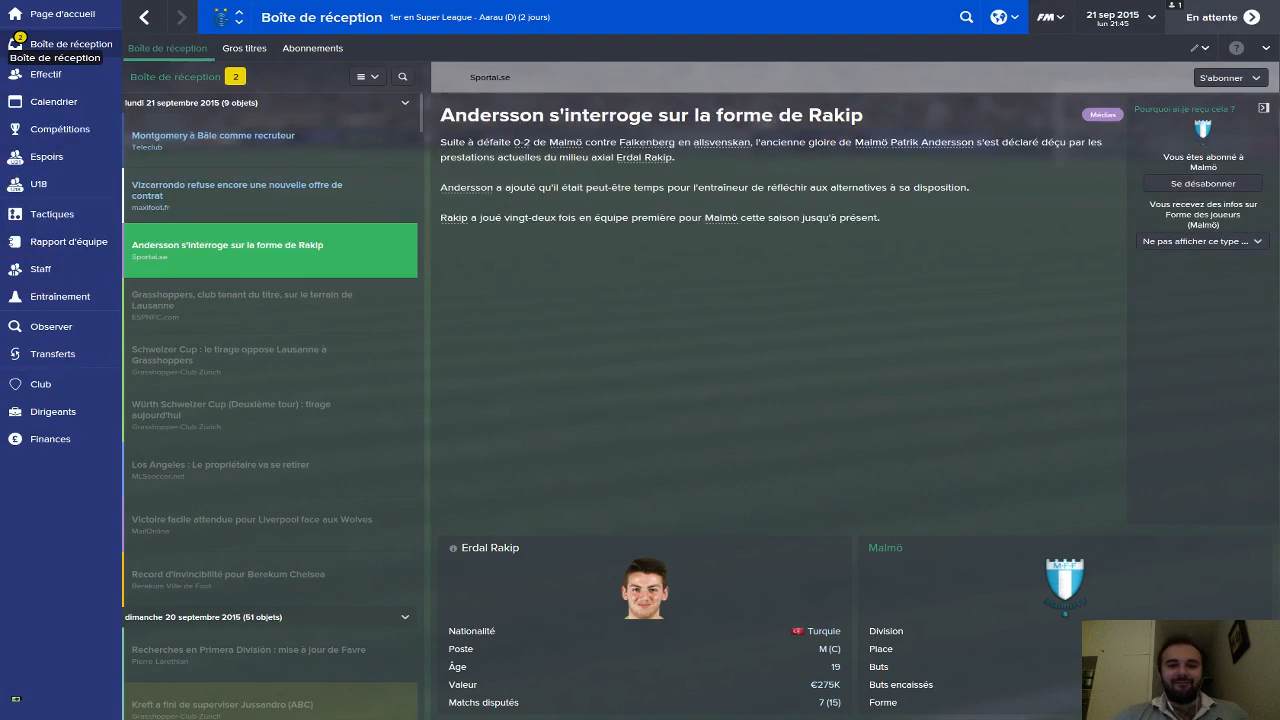 Page d'accueil
2
Boîte de réception
Boîte de réception
Effectif
Calendrier
Compétitions
Espoirs
U18
Tactiques
Rapport d'équipe
Staff
Entraînement
Observer
Transferts
Club
Dirigeants
Finances
Boîte de réception
1er en Super League - Aarau (D) (2 jours)
FM
1
21 sep 2015
lun 21:45
En attente
Boîte de réception
Gros titres
Abonnements
?
Boîte de réception
2
lundi 21 septembre 2015 (9 objets)
Montgomery à Bâle comme recruteur
Teleclub
Vizcarrondo refuse encore une nouvelle offre de
contrat
maxifoot.fr
Andersson s'interroge sur la forme de Rakip
Sportal.se
Grasshoppers, club tenant du titre, sur le terrain de
Lausanne
ESPNFC.com
Schweizer Cup : le tirage oppose Lausanne à
Grasshoppers
Grasshopper-Club Zürich
Würth Schweizer Cup (Deuxième tour) : tirage
aujourd'hui
Grasshopper-Club Zürich
Los Angeles : Le propriétaire va se retirer
MLSsoccer.net
Victoire facile attendue pour Liverpool face aux Wolves
MailOnline
Record d'invincibilité pour Berekum Chelsea
Berekum Ville de Foot
dimanche 20 septembre 2015 (51 objets)
Recherches en Primera División : mise à jour de Favre
Pierre Larethion
Kreft a fini de superviser Jussandro (ABC)
Grasshopper-Club Zürich
Sportal.se
S'abonner
Andersson s'interroge sur la forme de Rakip
Médias
Suite à défaite 0-2 de Malmö contre Falkenberg en allsvenskan, l'ancienne gloire de Malmö Patrik Andersson s'est déclaré déçu par les
prestations actuelles du milieu axial Erdal Rakip.
Andersson a ajouté qu'il était peut-être temps pour l'entraîneur de réfléchir aux alternatives à sa disposition.
Rakip a joué vingt-deux fois en équipe première pour Malmö cette saison jusqu'à présent.
Pourquoi ai-je reçu cela ?
Vous êtes abonné à
Malmö
Se désabonner
Vous recevez des infos sur
Forme des joueurs
(Malmö)
Ne pas afficher ce type ...
Erdal Rakip
Nationalité
Turquie
Poste
M (C)
Âge
19
Valeur
€275K
Matchs disputés
7 (15)
Malmö
M.F.F
Division
Place
Buts
Buts encaissés
Forme